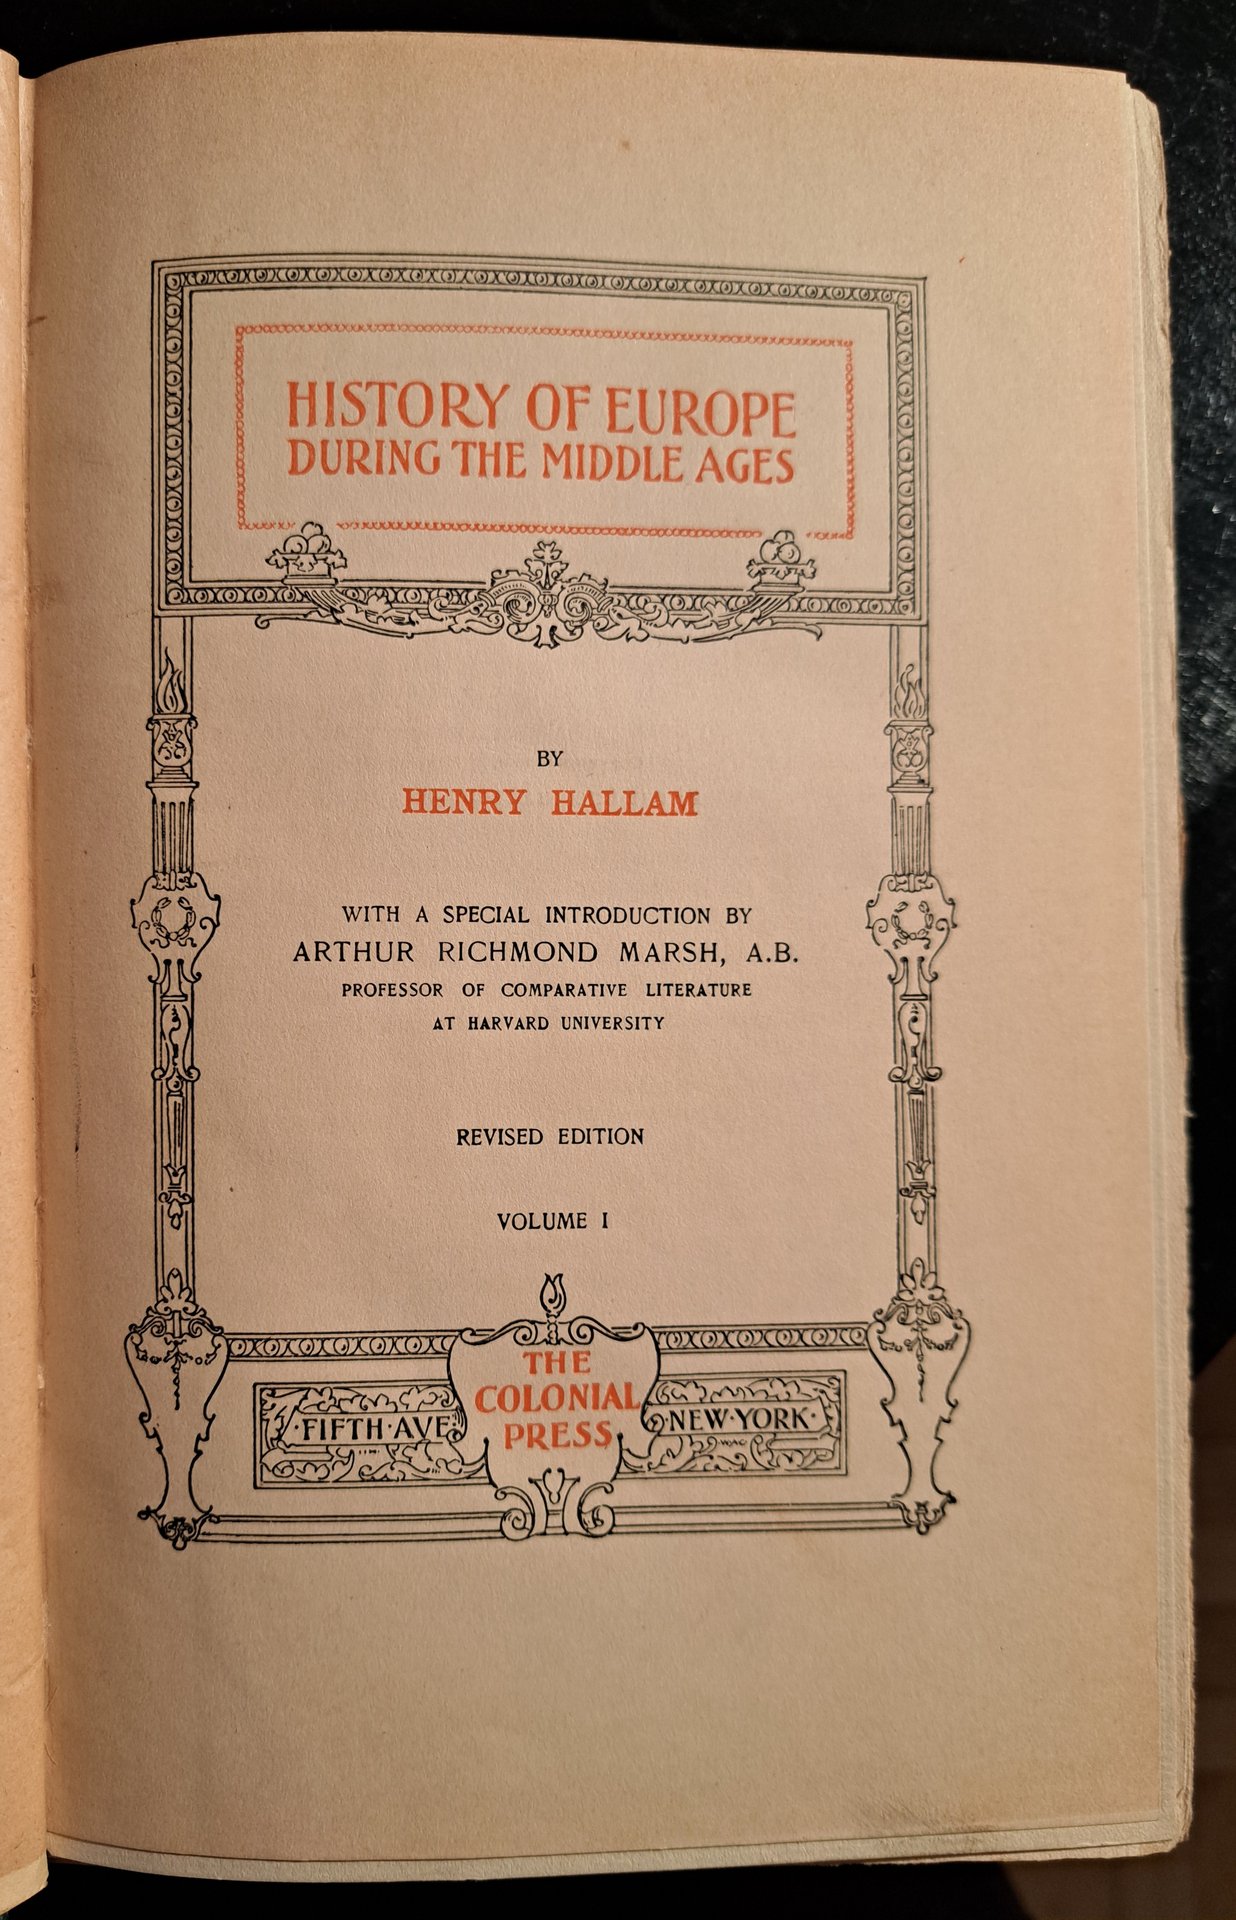 HISTORY OF EUROPE
DURING THE MIDDLE AGES
BY
HENRY HALLAM
WITH A SPECIAL INTRODUCTION BY
ARTHUR RICHMOND MARSH, A.B.
PROFESSOR OF COMPARATIVE LITERATURE
AT HARVARD UNIVERSITY
REVISED EDITION
VOLUME I
THE
COLONIAL
PRESS
·FIFTH·AVE·
·NEW·YORK·